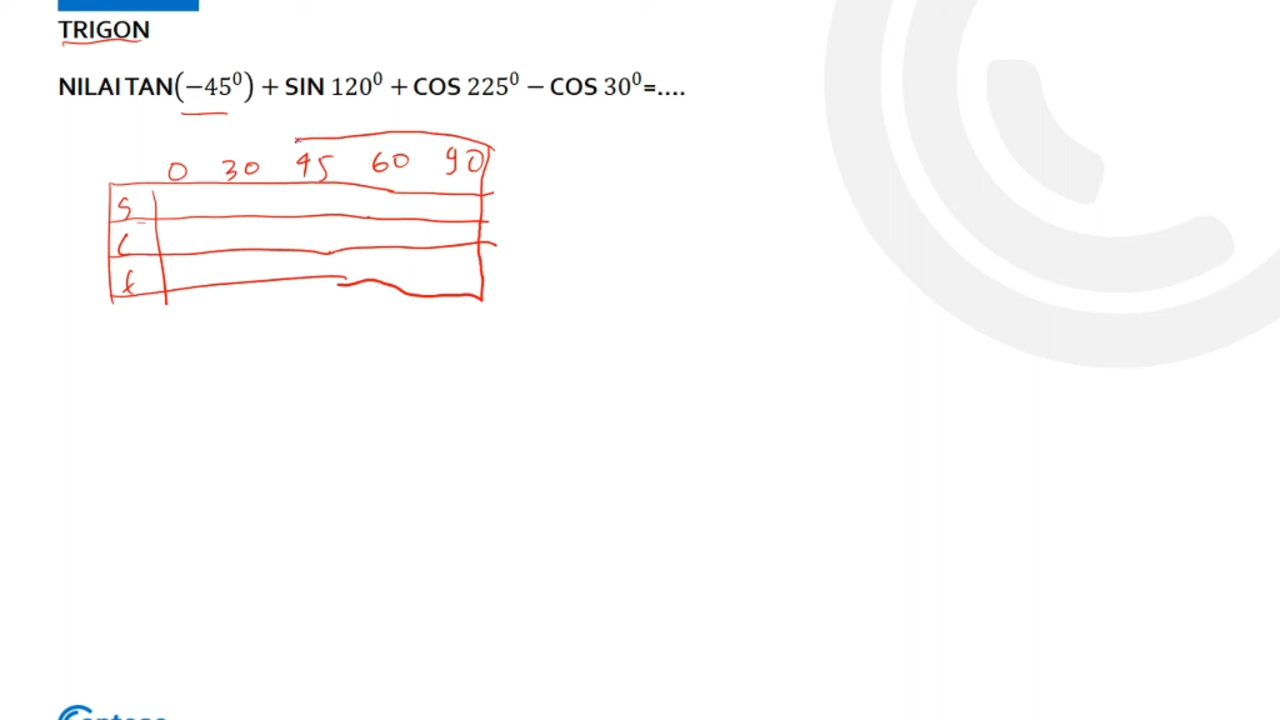 TRIGON
NILAI TAN(−45⁰) + SIN 120⁰ + COS 225⁰ − COS 30⁰=....
0 30 45 60 90
S
C
t